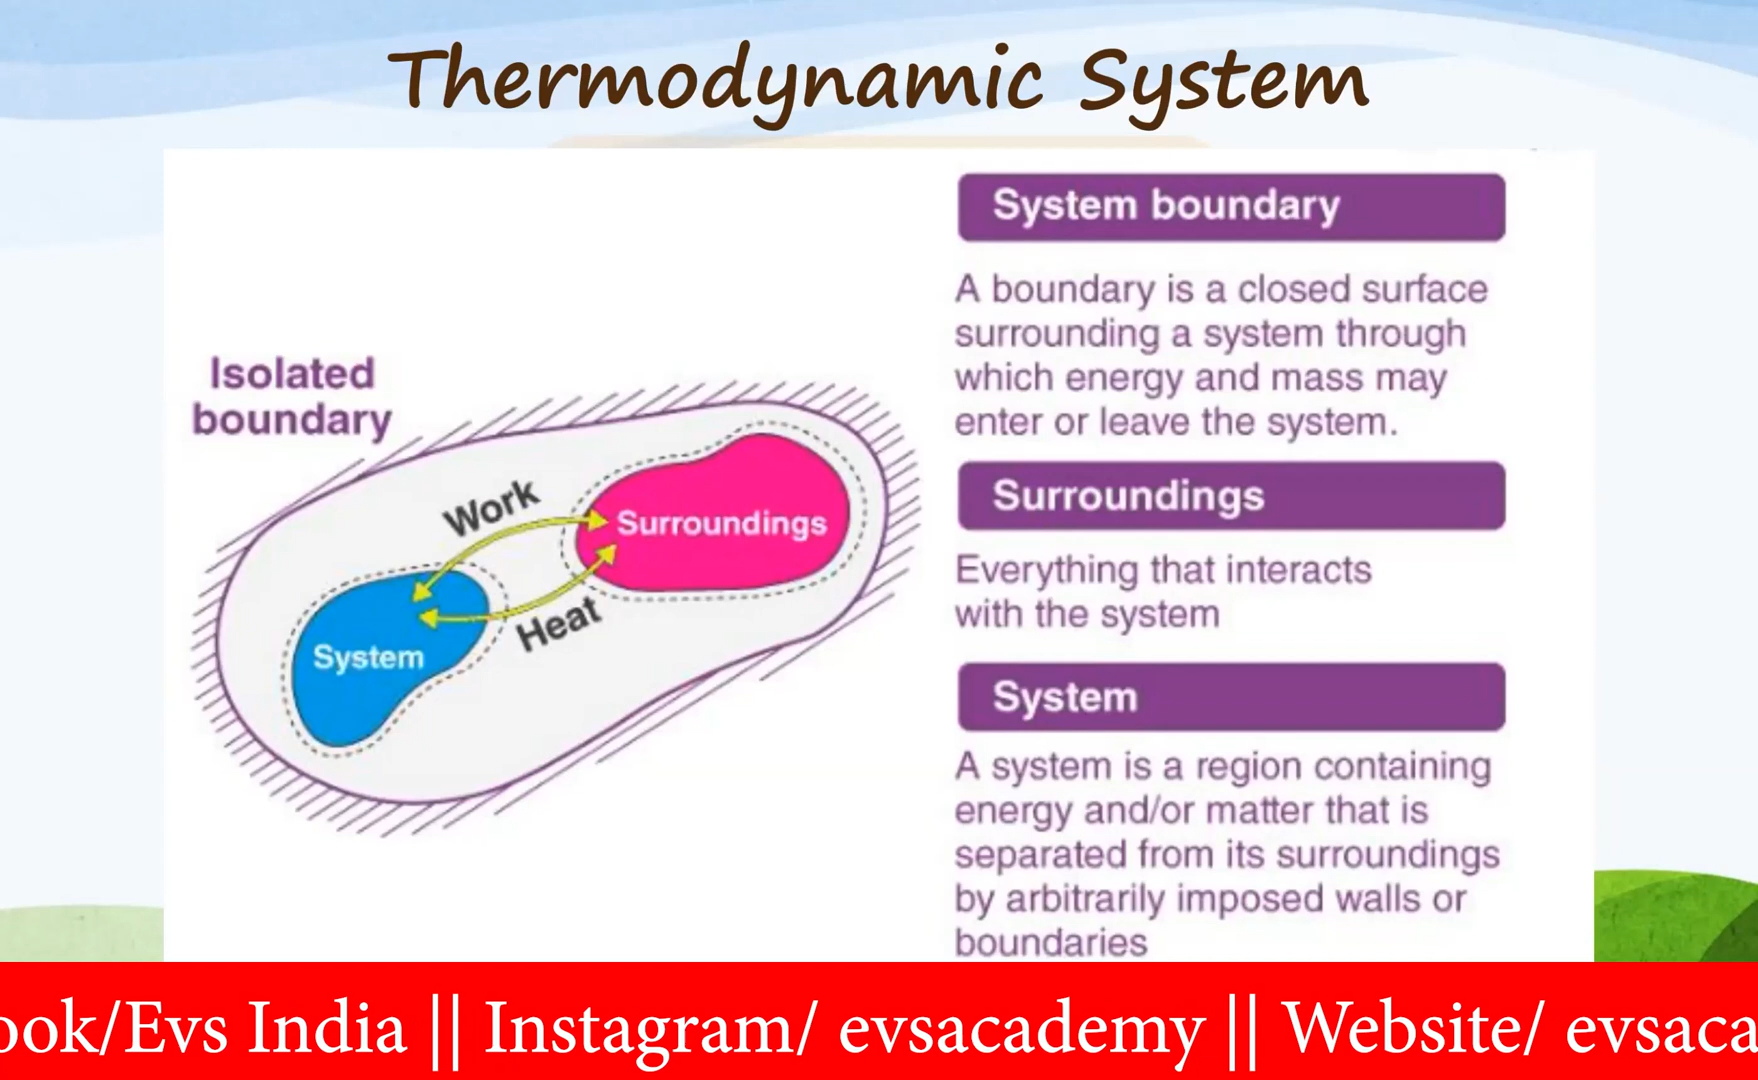 Thermodynamic System
Isolated
boundary
Work
Surroundings
Heat
System
System boundary
A boundary is a closed surface
surrounding a system through
which energy and mass may
enter or leave the system.
Surroundings
Everything that interacts
with the system
System
A system is a region containing
energy and/or matter that is
separated from its surroundings
by arbitrarily imposed walls or
boundaries
ook/Evs India || Instagram/ evsacademy || Website/ evsaca